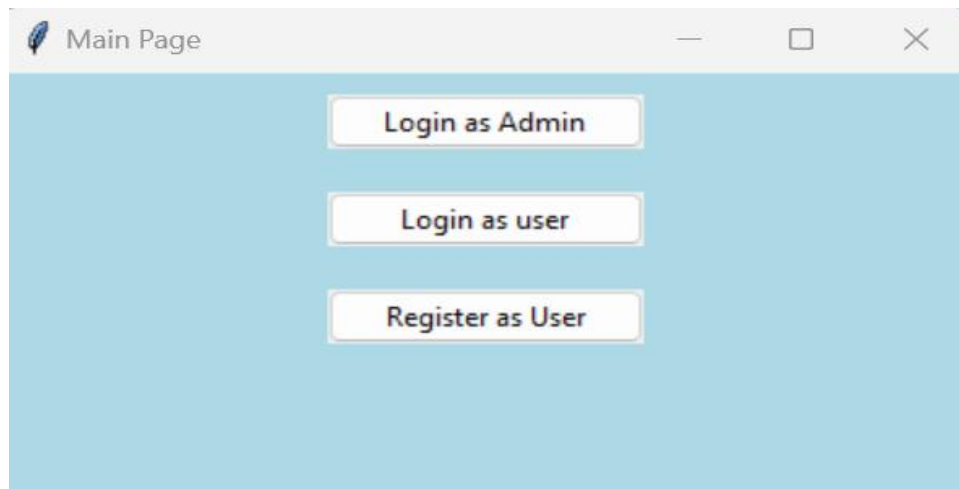 Main Page
Login as Admin
Login as user
Register as User